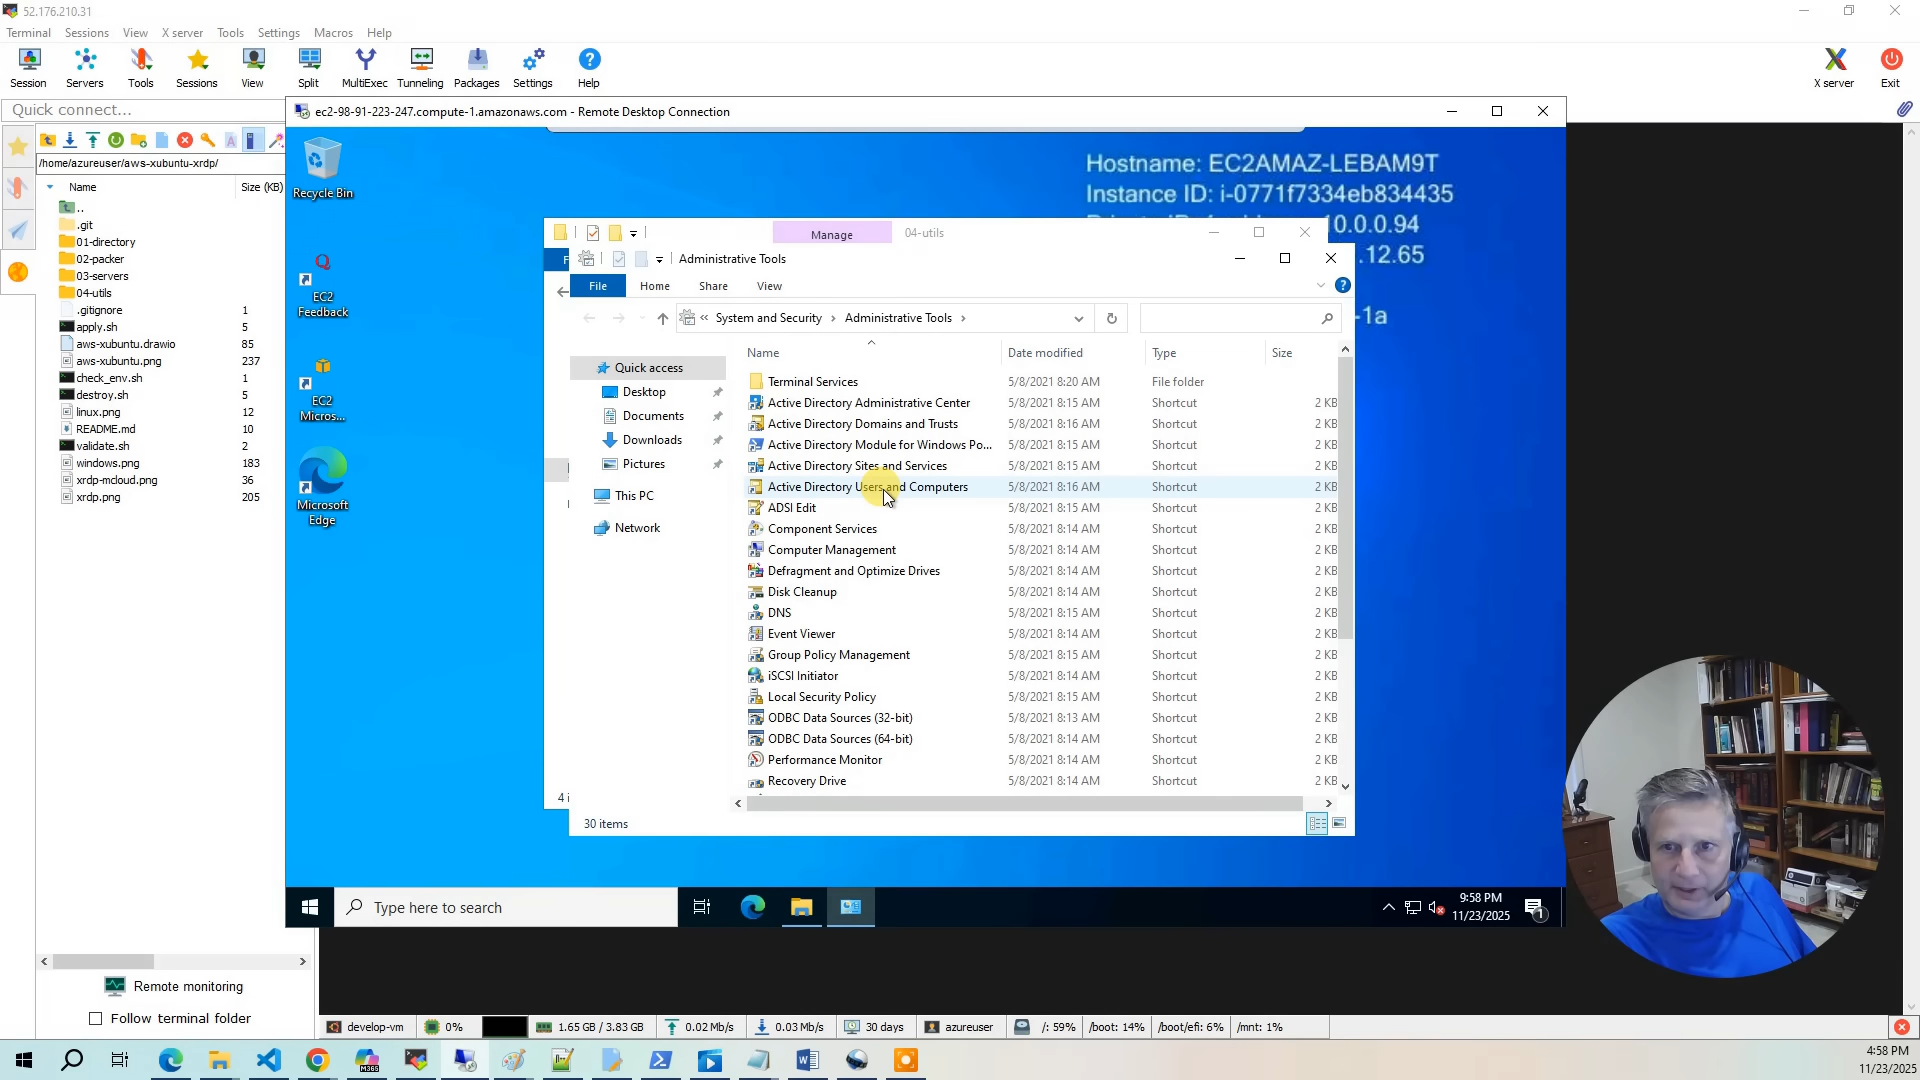 52.176.210.31
Terminal Sessions View X server Tools Settings Macros Help
Session Servers Tools Sessions View Split MultiExec Tunneling Packages Settings Help X server Exit
Quick connect...
/home/azureuser/aws-xubuntu-xrdp/
Name Size (KB)
..
.git
01-directory
02-packer
03-servers
04-utils
.gitignore 1
apply.sh 5
aws-xubuntu.drawio 85
aws-xubuntu.png 237
check_env.sh 1
destroy.sh 5
linux.png 12
README.md 10
validate.sh 2
windows.png 183
xrdp-mcloud.png 36
xrdp.png 205
Remote monitoring
Follow terminal folder
ec2-98-91-223-247.compute-1.amazonaws.com - Remote Desktop Connection
Recycle Bin
EC2
Feedback
EC2
Micros...
Microsoft
Edge
Hostname: EC2AMAZ-LEBAM9T
Instance ID: i-0771f7334eb834435
10.0.0.94
.12.65
-1a
Manage 04-utils
Administrative Tools
File Home Share View
« System and Security > Administrative Tools >
Quick access
Desktop
Documents
Downloads
Pictures
This PC
Network
Name Date modified Type Size
Terminal Services 5/8/2021 8:20 AM File folder
Active Directory Administrative Center 5/8/2021 8:15 AM Shortcut 2 KB
Active Directory Domains and Trusts 5/8/2021 8:16 AM Shortcut 2 KB
Active Directory Module for Windows Po... 5/8/2021 8:15 AM Shortcut 2 KB
Active Directory Sites and Services 5/8/2021 8:15 AM Shortcut 2 KB
Active Directory Users and Computers 5/8/2021 8:16 AM Shortcut 2 KB
ADSI Edit 5/8/2021 8:15 AM Shortcut 2 KB
Component Services 5/8/2021 8:14 AM Shortcut 2 KB
Computer Management 5/8/2021 8:14 AM Shortcut 2 KB
Defragment and Optimize Drives 5/8/2021 8:14 AM Shortcut 2 KB
Disk Cleanup 5/8/2021 8:14 AM Shortcut 2 KB
DNS 5/8/2021 8:15 AM Shortcut 2 KB
Event Viewer 5/8/2021 8:14 AM Shortcut 2 KB
Group Policy Management 5/8/2021 8:15 AM Shortcut 2 KB
iSCSI Initiator 5/8/2021 8:14 AM Shortcut 2 KB
Local Security Policy 5/8/2021 8:15 AM Shortcut 2 KB
ODBC Data Sources (32-bit) 5/8/2021 8:13 AM Shortcut 2 KB
ODBC Data Sources (64-bit) 5/8/2021 8:14 AM Shortcut 2 KB
Performance Monitor 5/8/2021 8:14 AM Shortcut 2 KB
Recovery Drive 5/8/2021 8:14 AM Shortcut 2 KB
4 i
30 items
Type here to search
9:58 PM
11/23/2025
1
develop-vm 0% 1.65 GB / 3.83 GB 0.02 Mb/s 0.03 Mb/s 30 days azureuser /: 59% /boot: 14% /boot/efi: 6% /mnt: 1%
4:58 PM
11/23/2025